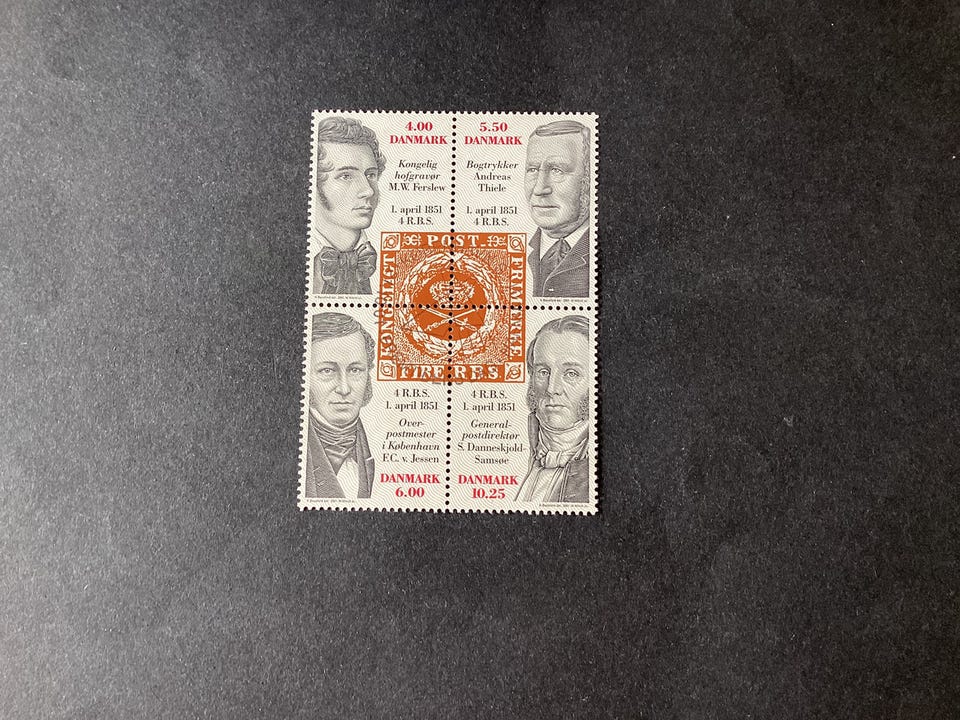 4.00
DANMARK
Kongelig
hofgravør
M.W. Ferslew
1. april 1851
4 R.B.S.
5.50
DANMARK
Bogtrykker
Andreas
Thiele
1. april 1851
4 R.B.S.
KONGELIGT
POST.
FRIMÆRKE
FIRE R.B.S.
4 R.B.S.
1. april 1851
Over-
postmester
i København
F.C. v. Jessen
DANMARK
6.00
4 R.B.S.
1. april 1851
General-
postdirektør
S. Danneskjold-
Samsøe
DANMARK
10.25